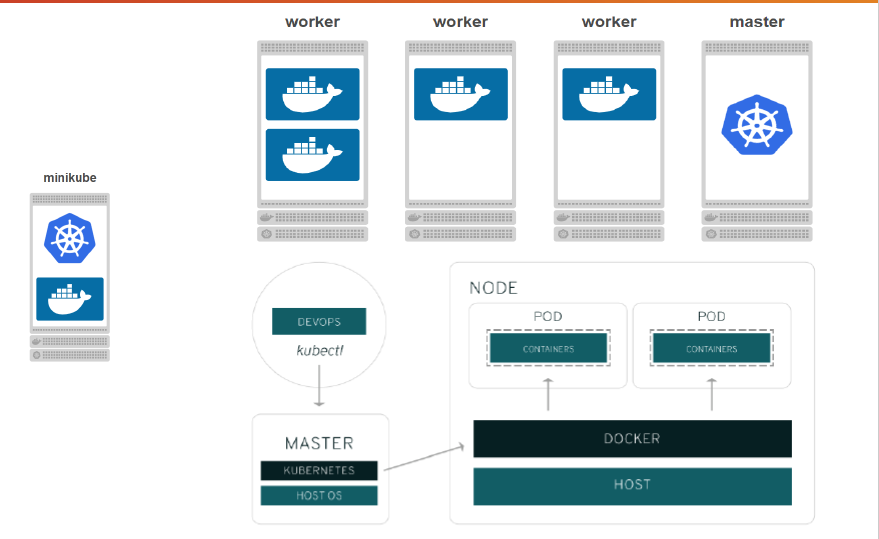 worker
worker
worker
master
minikube
DEVOPS
kubectl
MASTER
KUBERNETES
HOST OS
NODE
POD
CONTAINERS
POD
CONTAINERS
DOCKER
HOST